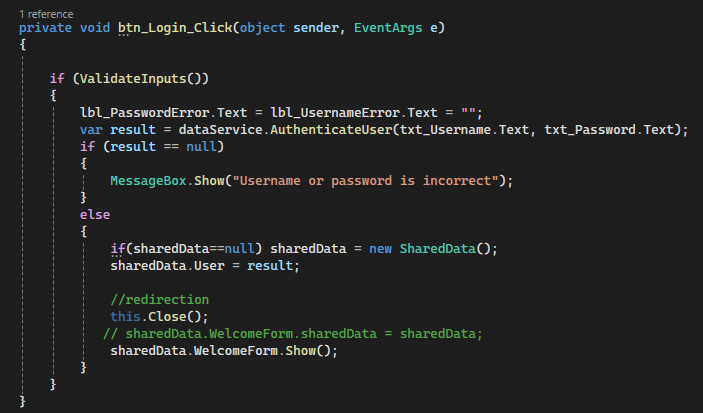 1 reference
private void btn_Login_Click(object sender, EventArgs e)
{
if (ValidateInputs())
{
lbl_PasswordError.Text = lbl_UsernameError.Text = "";
var result = dataService.AuthenticateUser(txt_Username.Text, txt_Password.Text);
if (result == null)
{
MessageBox.Show("Username or password is incorrect");
}
else
{
if(sharedData==null) sharedData = new SharedData();
sharedData.User = result;
//redirection
this.Close();
// sharedData.WelcomeForm.sharedData = sharedData;
sharedData.WelcomeForm.Show();
}
}
}